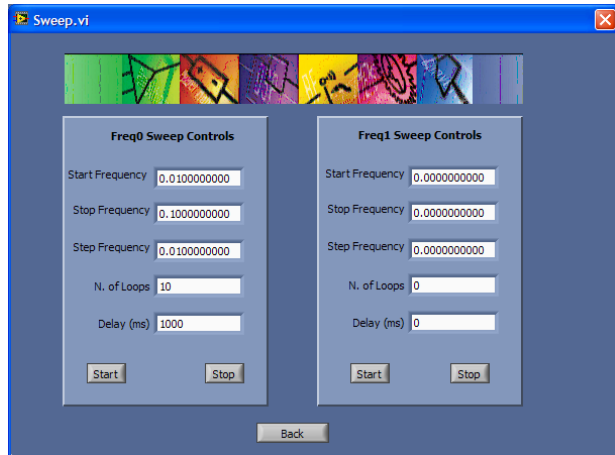 Sweep.vi
Freq0 Sweep Controls
Start Frequency 0.0100000000
Stop Frequency 0.1000000000
Step Frequency 0.0100000000
N. of Loops 10
Delay (ms) 1000
Start Stop
Freq1 Sweep Controls
Start Frequency 0.0000000000
Stop Frequency 0.0000000000
Step Frequency 0.0000000000
N. of Loops 0
Delay (ms) 0
Start Stop
Back